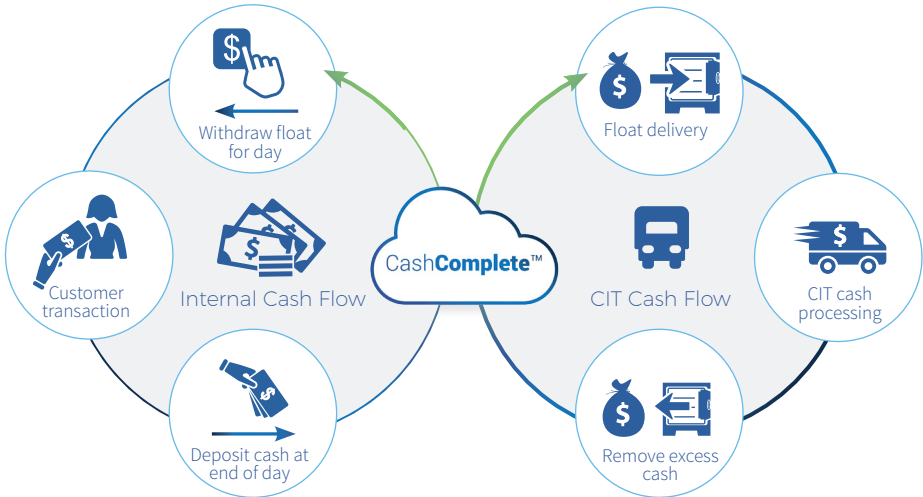 Withdraw float
for day
Customer
transaction
Internal Cash Flow
Deposit cash at
end of day
CashComplete™
Float delivery
CIT cash
processing
CIT Cash Flow
Remove excess
cash